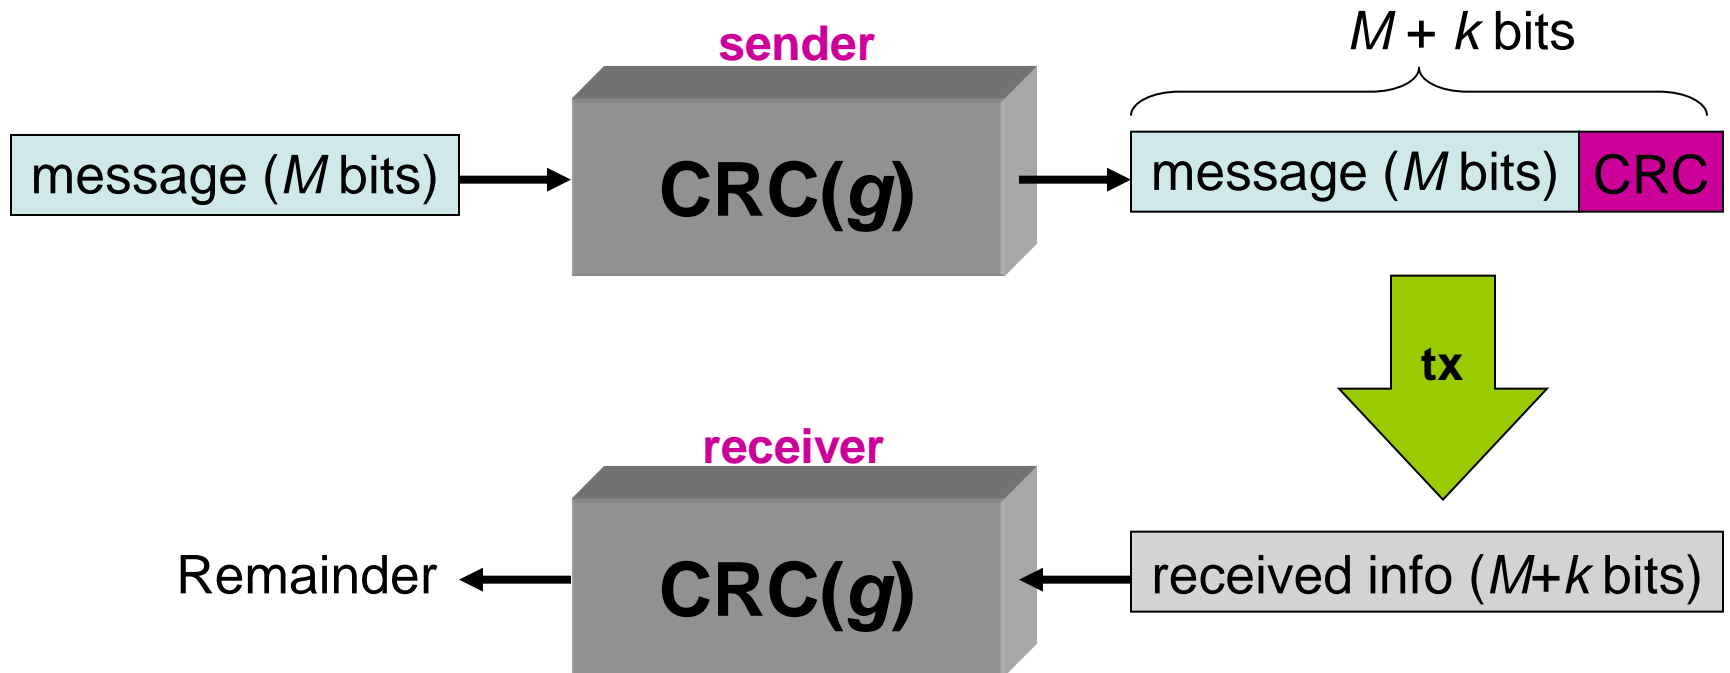 sender
M + k bits
message (M bits)
CRC(g)
message (M bits)
CRC
tx
receiver
Remainder
CRC(g)
received info (M+k bits)